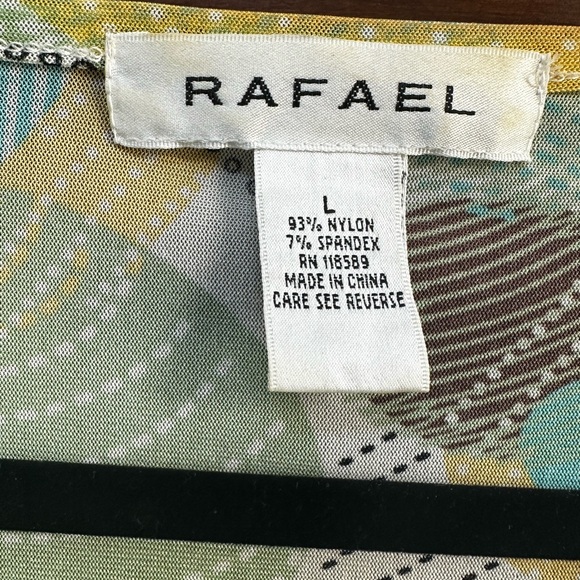 RAFAEL
L
93% NYLON
7% SPANDEX
RN 118589
MADE IN CHINA
CARE SEE REVERSE